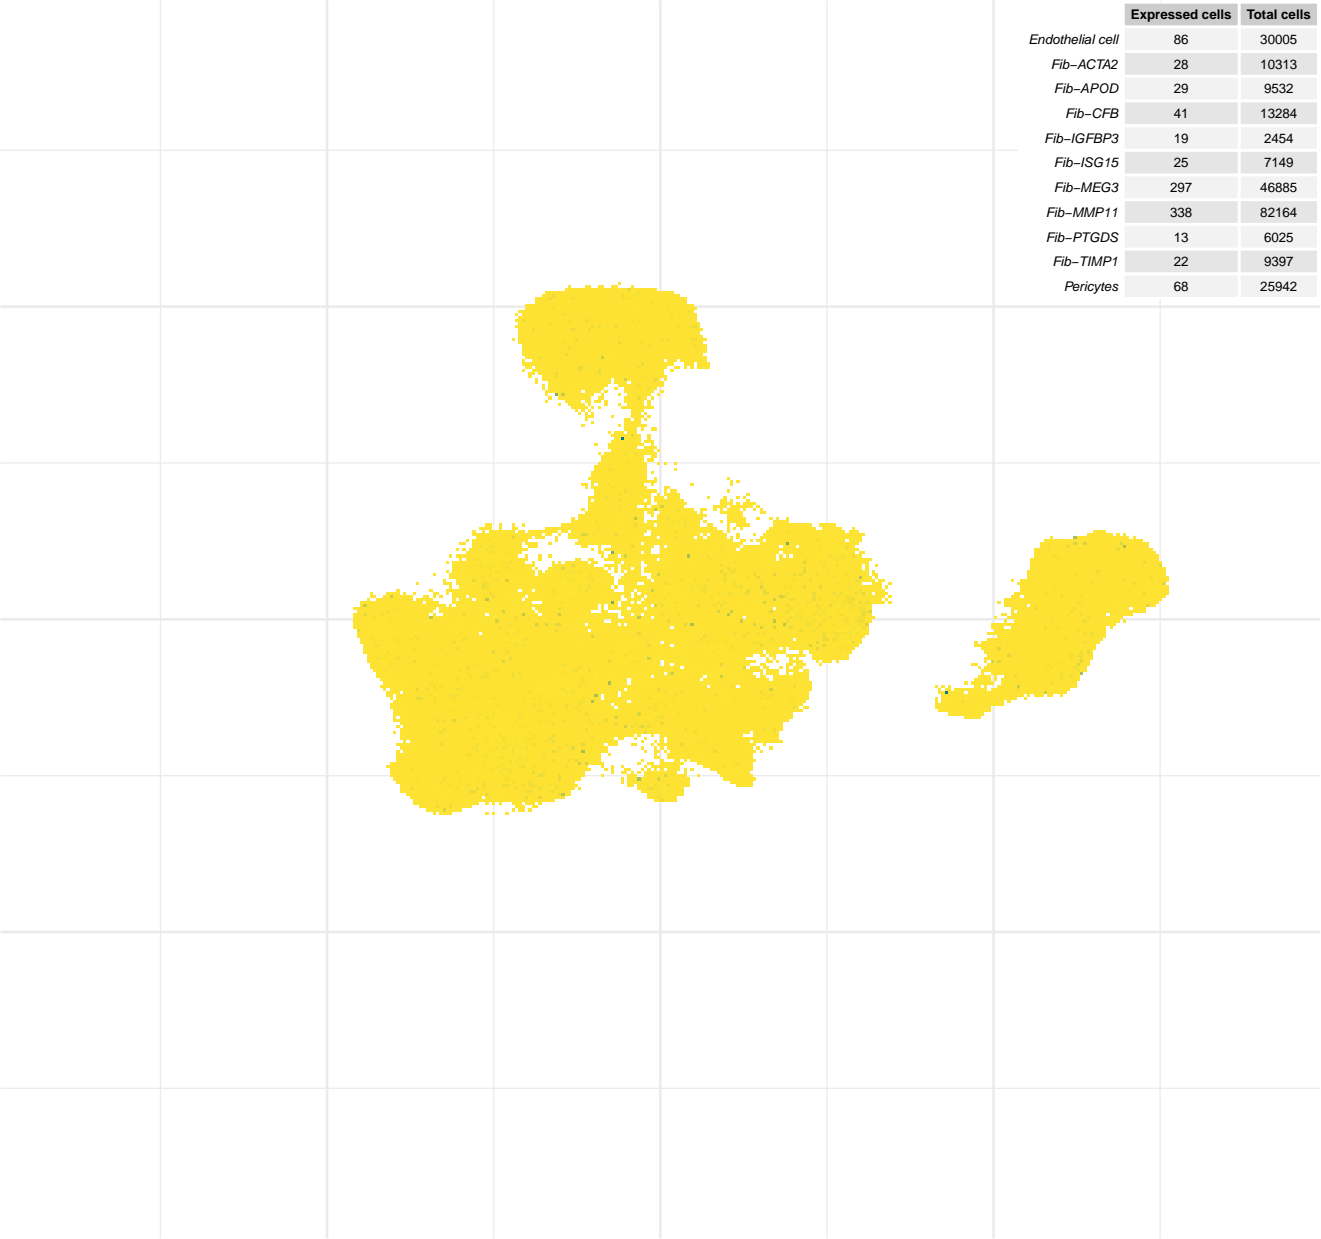 Expressed cells Total cells
Endothelial cell 86 30005
Fib−ACTA2 28 10313
Fib−APOD 29 9532
Fib−CFB 41 13284
Fib−IGFBP3 19 2454
Fib−ISG15 25 7149
Fib−MEG3 297 46885
Fib−MMP11 338 82164
Fib−PTGDS 13 6025
Fib−TIMP1 22 9397
Pericytes 68 25942